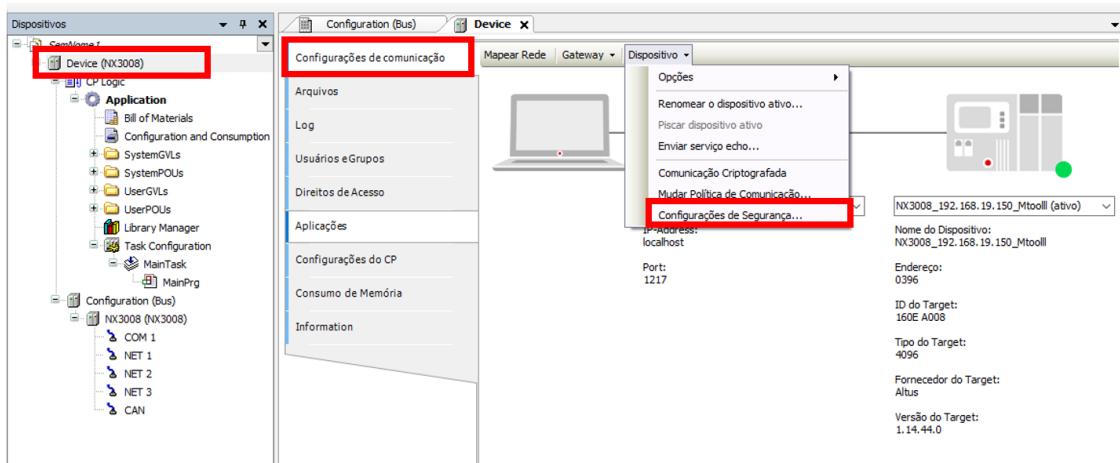 Dispositivos
SemNome1
Device (NX3008)
CP Logic
Application
Bill of Materials
Configuration and Consumption
SystemGVLs
SystemPOUs
UserGVLs
UserPOUs
Library Manager
Task Configuration
MainTask
MainPrg
Configuration (Bus)
NX3008 (NX3008)
COM 1
NET 1
NET 2
NET 3
CAN
Configuration (Bus)
Device
Configurações de comunicação
Arquivos
Log
Usuários e Grupos
Direitos de Acesso
Aplicações
Configurações do CP
Consumo de Memória
Information
Mapear Rede
Gateway
Dispositivo
Opções
Renomear o dispositivo ativo...
Piscar dispositivo ativo
Enviar serviço echo...
Comunicação Criptografada
Mudar Política de Comunicação...
Configurações de Segurança...
IP-Address:
localhost
Port:
1217
NX3008_192.168.19.150_Mtoolll (ativo)
Nome do Dispositivo:
NX3008_192.168.19.150_Mtoolll
Endereço:
0396
ID do Target:
160E A008
Tipo do Target:
4096
Fornecedor do Target:
Altus
Versão do Target:
1.14.44.0